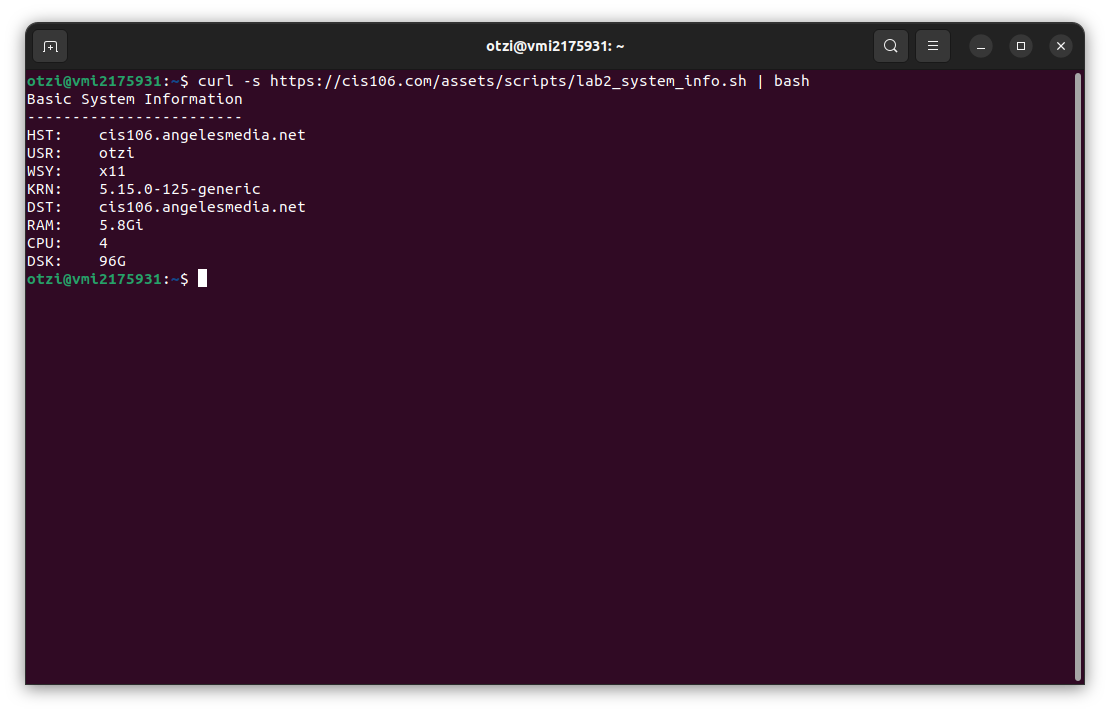 otzi@vmi2175931: ~
otzi@vmi2175931:~$ curl -s https://cis106.com/assets/scripts/lab2_system_info.sh | bash
Basic System Information
------------------------
HST:    cis106.angelesmedia.net
USR:    otzi
WSY:    x11
KRN:    5.15.0-125-generic
DST:    cis106.angelesmedia.net
RAM:    5.8Gi
CPU:    4
DSK:    96G
otzi@vmi2175931:~$